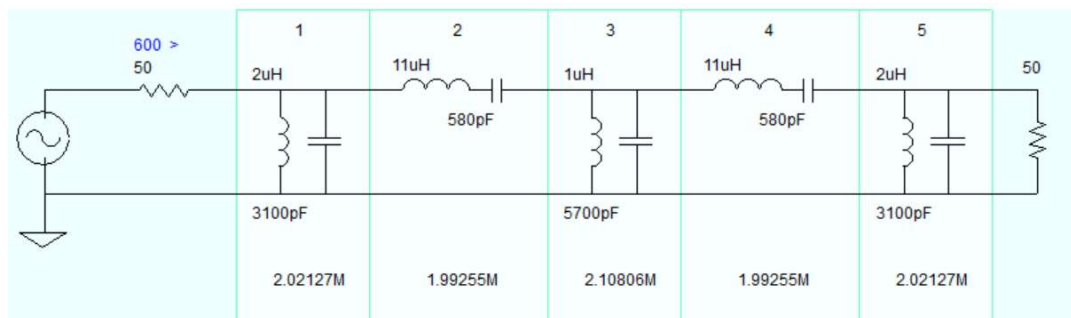 1 2 3 4 5
600 >
50 2uH 11uH 1uH 11uH 2uH 50
580pF 580pF
3100pF 5700pF 3100pF
2.02127M 1.99255M 2.10806M 1.99255M 2.02127M